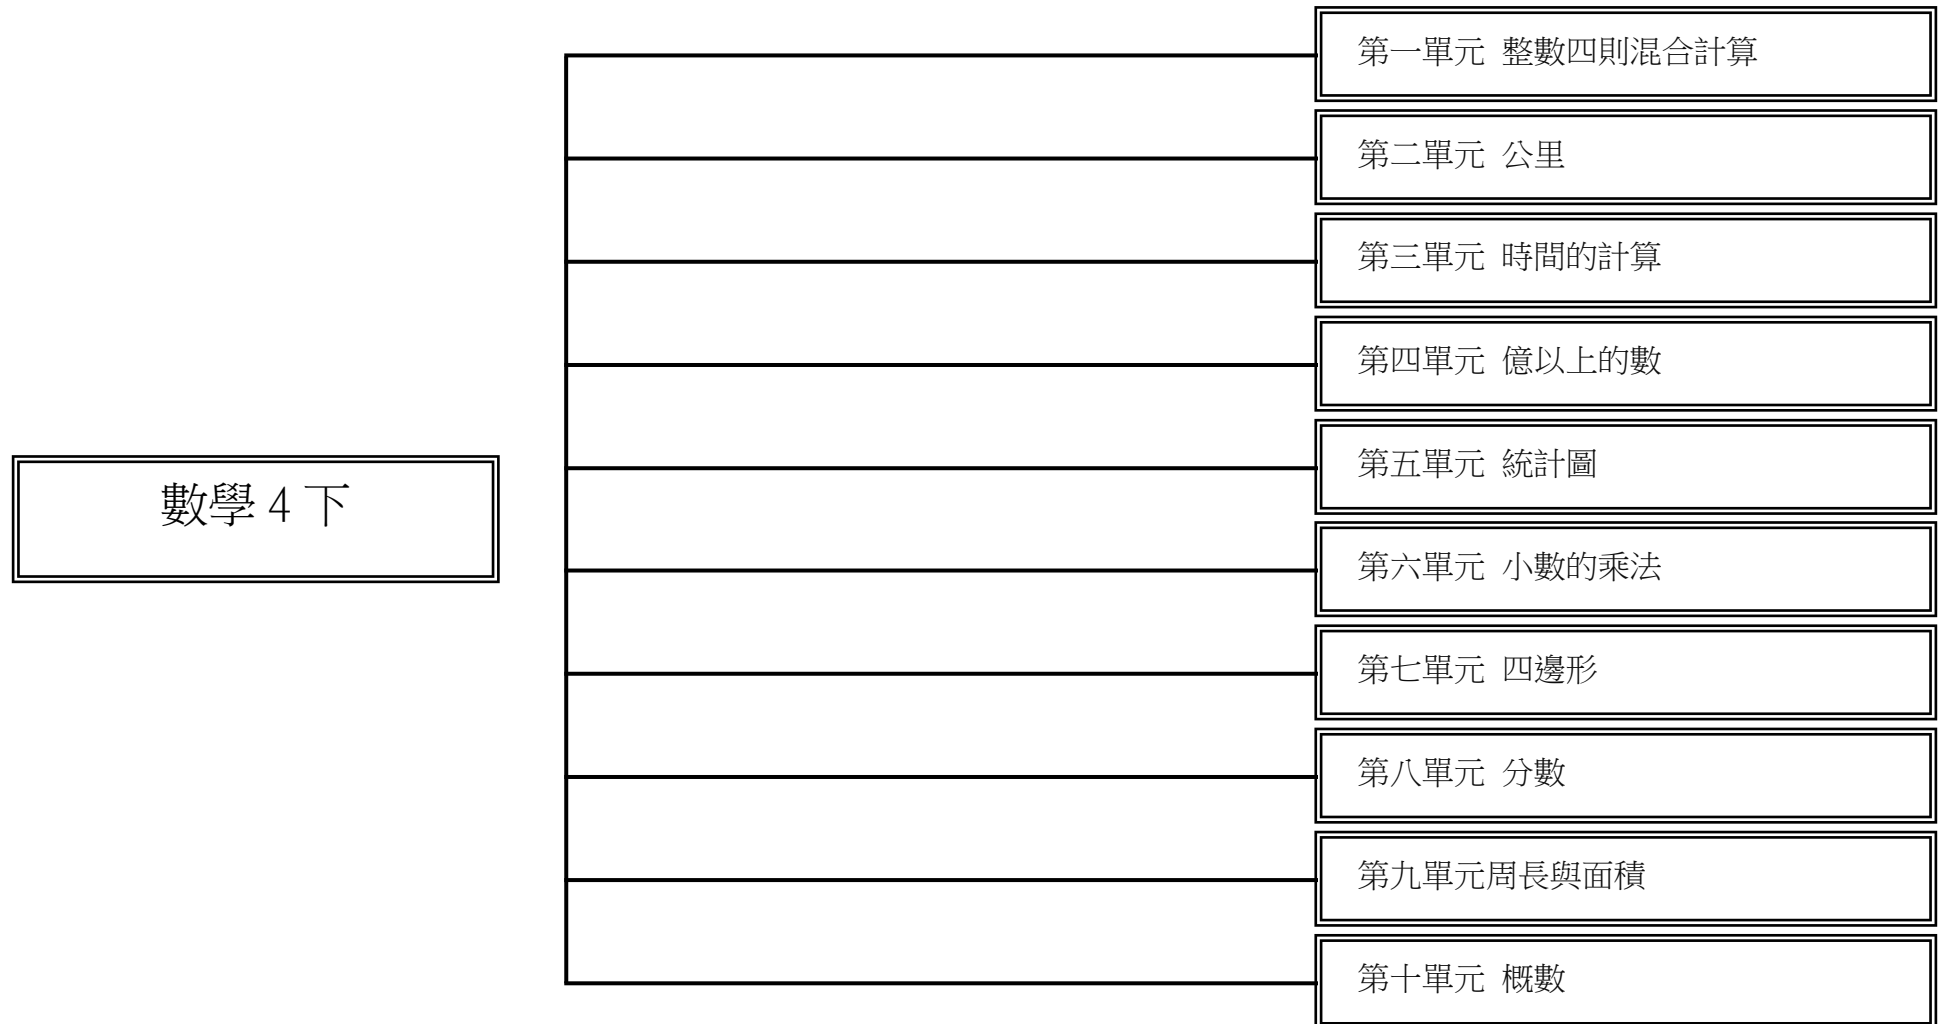 第一單元 整數四則混合計算
第二單元 公里
第三單元 時間的計算
第四單元 億以上的數
第五單元 統計圖
數學4下
第六單元 小數的乘法
第七單元 四邊形
第八單元 分數
第九單元周長與面積
第十單元 概數